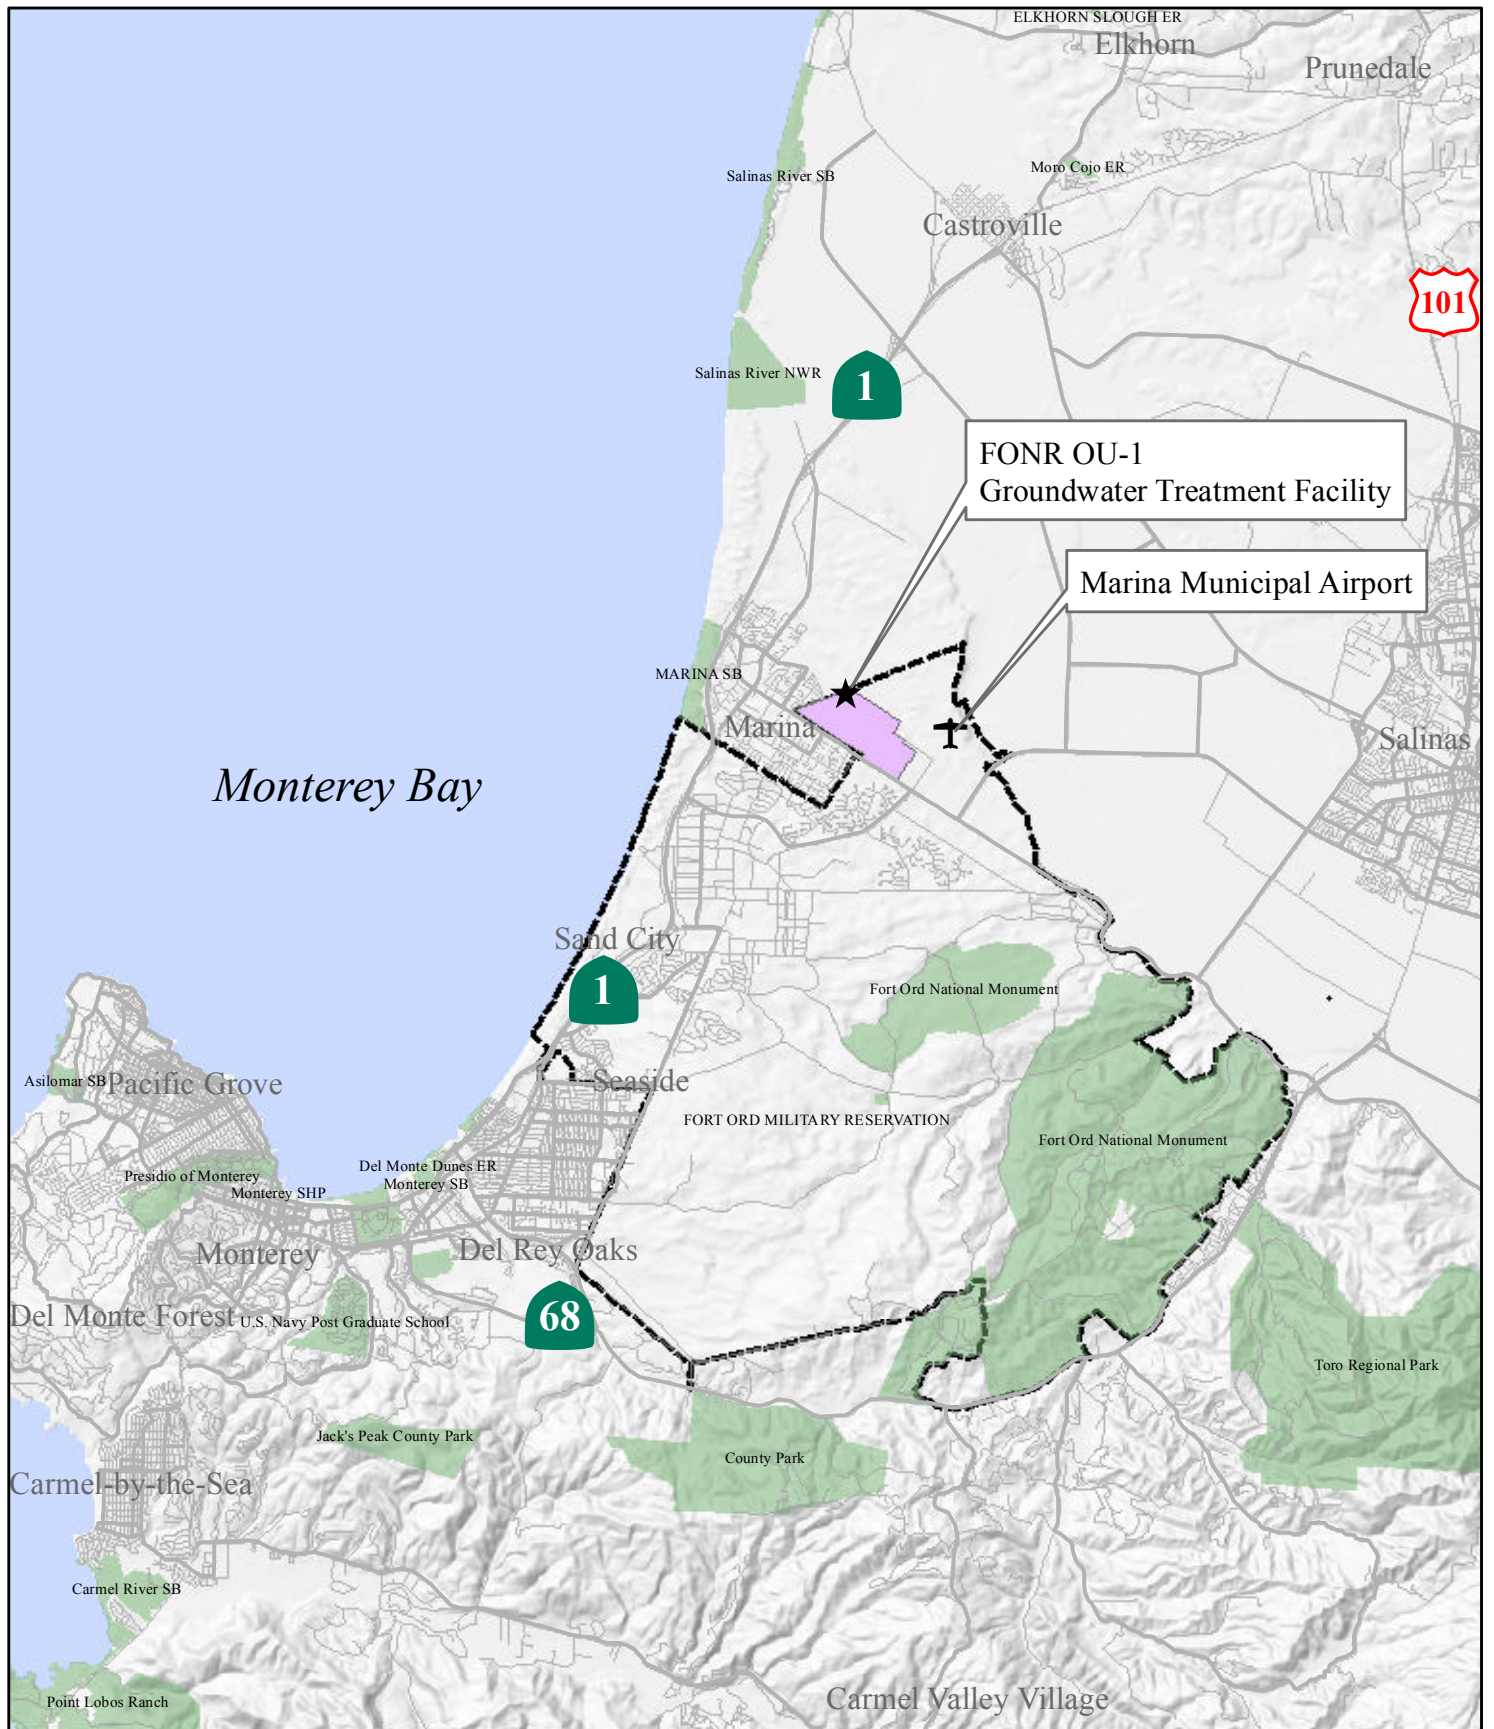 ELKHORN SLOUGH ER
Elkhorn
Prunedale
Moro Cojo ER
Salinas River SB
Castroville
101
Salinas River NWR
1
FONR OU-1
Groundwater Treatment Facility
Marina Municipal Airport
MARINA SB
Marina
Salinas
Monterey Bay
Sand City
1
Fort Ord National Monument
Asilomar SB
Pacific Grove
Seaside
FORT ORD MILITARY RESERVATION
Fort Ord National Monument
Presidio of Monterey
Del Monte Dunes ER
Monterey SB
Monterey SHP
Monterey
Del Rey Oaks
Del Monte Forest
U.S. Navy Post Graduate School
68
Toro Regional Park
Jack's Peak County Park
County Park
Carmel-by-the-Sea
Carmel River SB
Point Lobos Ranch
Carmel Valley Village